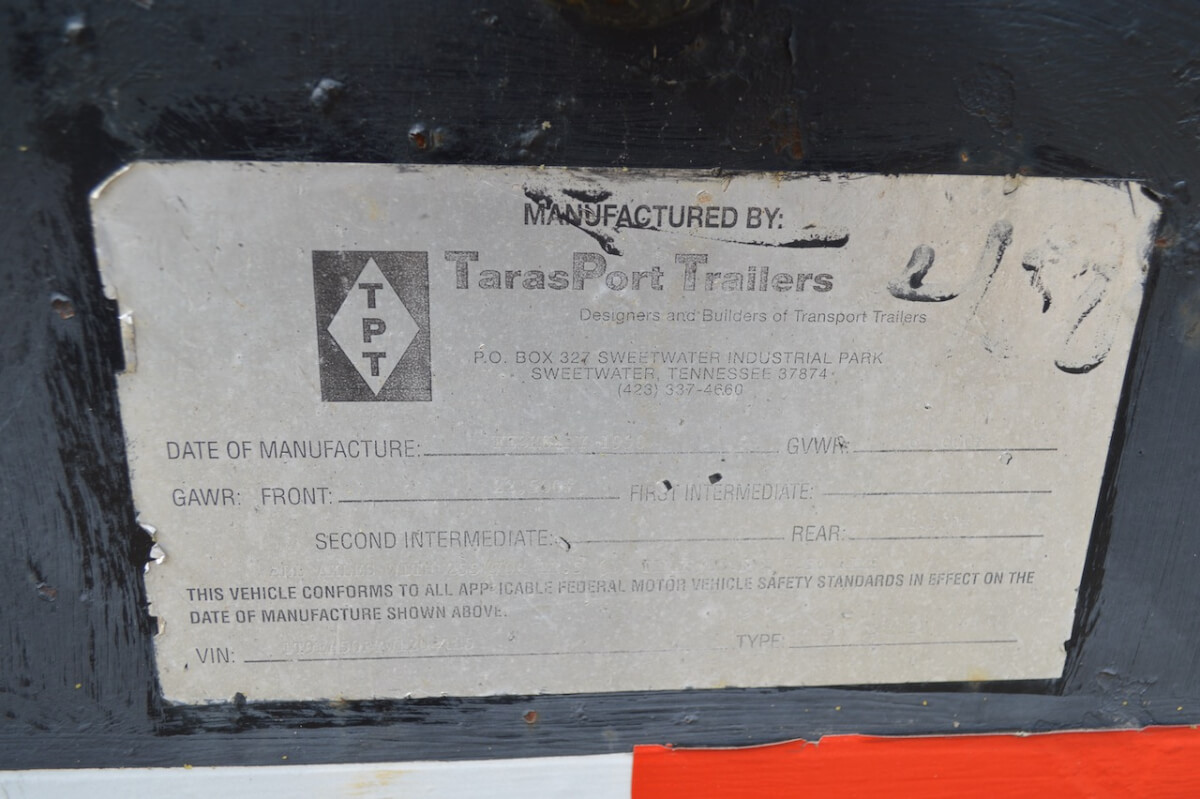 MANUFACTURED BY:
TPT
TarasPort Trailers
Designers and Builders of Transport Trailers
P.O. BOX 327 SWEETWATER INDUSTRIAL PARK
SWEETWATER, TENNESSEE 37874
(423) 337-4660
DATE OF MANUFACTURE: GVWR:
GAWR: FRONT: FIRST INTERMEDIATE:
SECOND INTERMEDIATE: REAR:
THIS VEHICLE CONFORMS TO ALL APPLICABLE FEDERAL MOTOR VEHICLE SAFETY STANDARDS IN EFFECT ON THE
DATE OF MANUFACTURE SHOWN ABOVE.
VIN: TYPE: